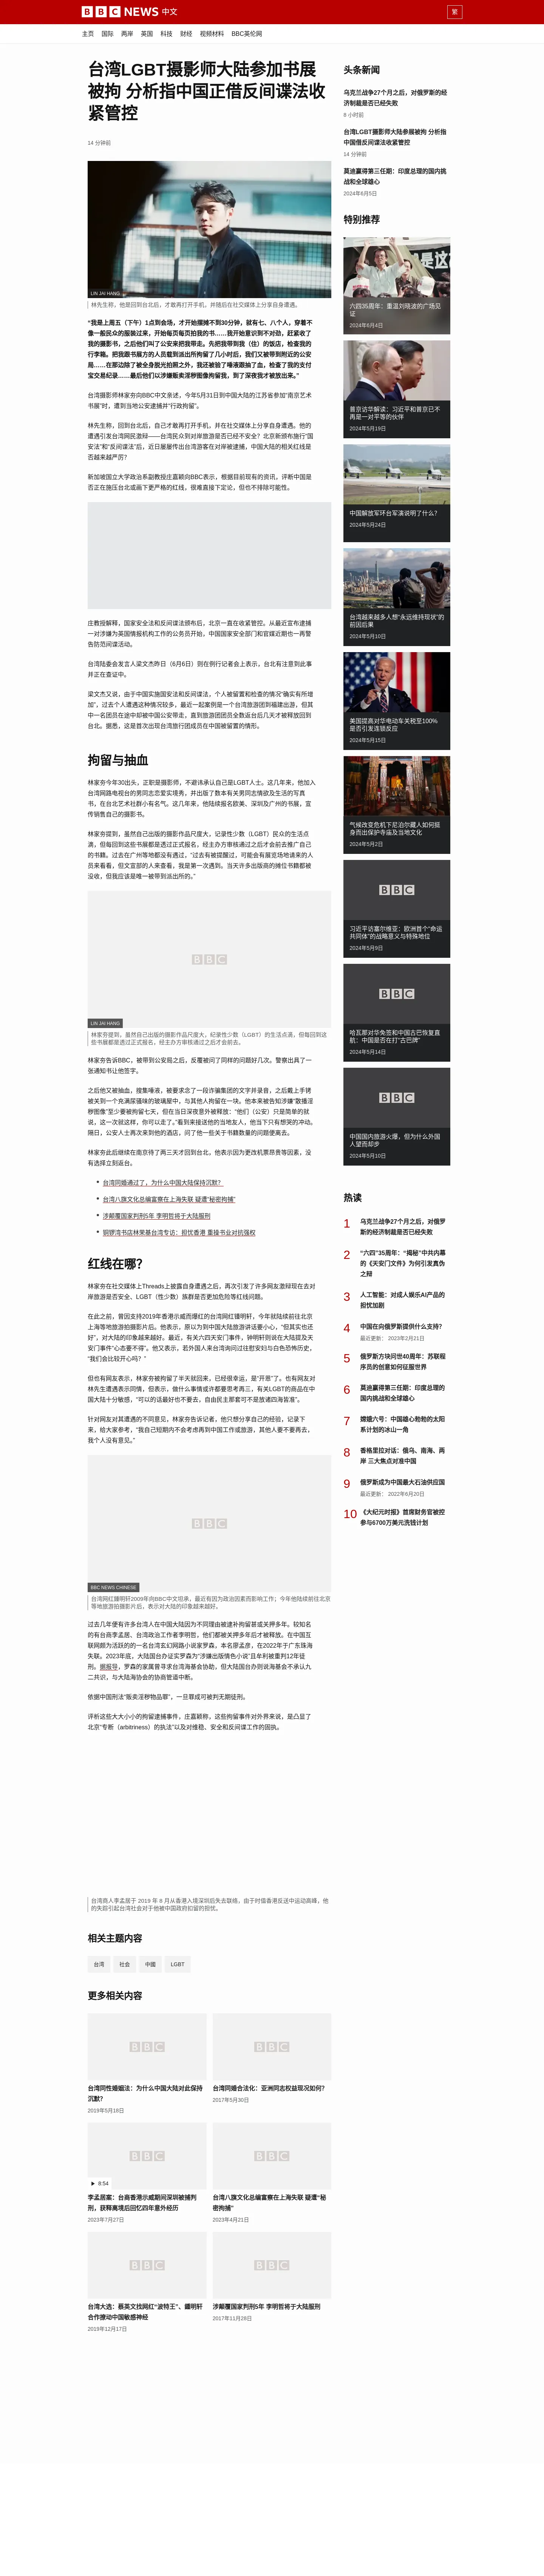 BBC NEWS 中文
繁
主页 国际 两岸 英国 科技 财经 视频材料 BBC英伦网
台湾LGBT摄影师大陆参加书展
被拘 分析指中国正借反间谍法收
紧管控
14 分钟前
LIN JAI HANG
林先生称，他是回到台北后，才敢再打开手机，并随后在社交媒体上分享自身遭遇。
“我是上周五（下午）1点到会场，才开始摆摊不到30分钟，就有七、八个人，穿着不
像一般民众的服装过来，开始每页每页拍我的书……我开始意识到不对劲，赶紧收了
我的摄影书，之后他们叫了公安来把我带走。先把我带到我（住）的饭店，检查我的
行李箱。把我跟书展方的人员载到派出所拘留了几小时后，我们又被带到附近的公安
局……在那边除了被全身脱光拍照之外，我还被验了唾液跟抽了血，检查了我的支付
宝交易纪录……最后他们以涉嫌贩卖淫秽图像拘留我，到了深夜我才被放出来。”
台湾摄影师林家夯向BBC中文亲述，今年5月31日到中国大陆的江苏省参加“南京艺术
书展”时，遭到当地公安逮捕并“行政拘留”。
林先生称，回到台北后，自己才敢再打开手机，并在社交媒体上分享自身遭遇。他的
遭遇引发台湾网民激辩——台湾民众到对岸旅游是否已经不安全？北京新颁布施行“国
安法”和“反间谍法”后，近日屡屡传出台湾游客在对岸被逮捕，中国大陆的相关红线是
否越来越严厉？
新加坡国立大学政治系副教授庄嘉颖向BBC表示，根据目前现有的资讯，评断中国是
否正在施压台北或画下更严格的红线，很难直接下定论，但也不排除可能性。
庄教授解释，国家安全法和反间谍法颁布后，北京一直在收紧管控。从最近宣布逮捕
一对涉嫌为英国情报机构工作的公务员开始，中国国家安全部门和官媒近期也一再警
告防范间谍活动。
台湾陆委会发言人梁文杰昨日（6月6日）则在例行记者会上表示，台北有注意到此事
并正在查证中。
梁文杰又说，由于中国实施国安法和反间谍法，个人被留置和检查的情况“确实有所增
加”，过去个人遭遇这种情况较多，最近一起案例是一个台湾旅游团到福建出游，但其
中一名团员在途中却被中国公安带走，直到旅游团团员全数返台后几天才被释放回到
台北。据悉，这是首次出现台湾旅行团成员在中国被留置的情形。
拘留与抽血
林家夯今年30出头，正职是摄影师，不避讳承认自己是LGBT人士。这几年来，他加入
台湾网路电视台的男同志恋爱实境秀，并出版了数本有关男同志情欲及生活的写真
书，在台北艺术社群小有名气。这几年来，他陆续报名欧美、深圳及广州的书展，宣
传销售自己的摄影书。
林家夯提到，虽然自己出版的摄影作品尺度大，记录性少数（LGBT）民众的生活点
滴，但每回到这些书展都是透过正式报名，经主办方审核通过之后才会前去推广自己
的书籍。过去在广州等地都没有遇过，“过去有被提醒过，可能会有展览场地请来的人
员来看看，但文宣部的人来查看，我是第一次遇到。当天许多出版商的摊位书籍都被
没收，但我应该是唯一被带到派出所的。”
BBC
LIN JAI HANG
林家夯提到，虽然自己出版的摄影作品尺度大，纪录性少数（LGBT）的生活点滴，但每回到这
些书展都是透过正式报名，经主办方审核通过之后才会前去。
林家夯告诉BBC，被带到公安局之后，反覆被问了同样的问题好几次。警察出具了一
张通知书让他签字。
之后他又被抽血，搜集唾液，被要求念了一段诈骗集团的文字并录音，之后戴上手铐
被关到一个充满尿骚味的玻璃屋中，与其他人拘留在一块。他本来被告知涉嫌“散播淫
秽图像”至少要被拘留七天，但在当日深夜意外被释放：“他们（公安）只是简单的就
说，这一次就这样，你可以走了。”看到来接送他的当地友人，他当下只有想哭的冲动。
隔日，公安人士再次来到他的酒店，问了他一些关于书籍数量的问题便离去。
林家夯此后继续在南京待了两三天才回到台北。他表示因为更改机票昂贵等因素，没
有选择立刻返台。
台湾同婚通过了，为什么中国大陆保持沉默?
台湾八旗文化总编富察在上海失联 疑遭“秘密拘捕”
涉颠覆国家判刑5年 李明哲将于大陆服刑
铜锣湾书店林荣基台湾专访：担忧香港 重操书业对抗强权
红线在哪？
林家夯在社交媒体上Threads上披露自身遭遇之后，再次引发了许多网友激辩现在去对
岸旅游是否安全、LGBT（性少数）族群是否更加危险等红线问题。
在此之前，曾因支持2019年香港示威而爆红的台湾网红锺明轩，今年就陆续前往北京
上海等地旅游拍摄影片。他表示，原以为到中国大陆旅游讲话要小心，“但其实也还
好”，对大陆的印象越来越好。最近，有关六四天安门事件，钟明轩则说在大陆提及天
安门事件“心态要不得”。他又表示，若外国人来台湾询问过往慰安妇与白色恐怖历史，
“我们会比较开心吗？”
但也有网友表示，林家夯被拘留了半天就回来，已经很幸运，是“开恩”了。也有网友对
林先生遭遇表示同情，但表示，做什么事情或许都要思考再三，有关LGBT的商品在中
国大陆十分敏感，“可以的话最好也不要去，自由民主那套可不是放诸四海皆准”。
针对网友对其遭遇的不同意见，林家夯告诉记者，他只想分享自己的经验，记录下
来，给大家参考，“我自己短期内不会考虑再到中国工作或旅游，其他人要不要再去，
我个人没有意见。”
BBC
BBC NEWS CHINESE
台湾网红锺明轩2009年向BBC中文坦承，最近有因为政治因素而影响工作；今年他陆续前往北京
等地旅游拍摄影片后，表示对大陆的印象越来越好。
过去几年便有许多台湾人在中国大陆因为不同理由被逮补拘留甚或关押多年。较知名
的有台商李孟居、台湾政治工作者李明哲，他们都被关押多年后才被释放。在中国互
联网颇为活跃的的一名台湾玄幻网路小说家罗森，本名廖孟彦，在2022年于广东珠海
失联。2023年底，大陆国台办证实罗森为“涉嫌出版情色小说”且牟利被重判12年徒
刑。据报导，罗森的家属曾寻求台湾海基会协助，但大陆国台办则说海基会不承认九
二共识，与大陆海协会的协商管道中断。
依据中国刑法“贩卖淫秽物品罪”，一旦罪成可被判无期徒刑。
评析这些大大小小的拘留逮捕事件，庄嘉颖称，这些拘留事件对外界来说，是凸显了
北京“专断（arbitriness）的执法”以及对维稳、安全和反间谍工作的固执。
台湾商人李孟居于 2019 年 8 月从香港入境深圳后失去联络，由于时值香港反送中运动高峰，他
的失踪引起台湾社会对于他被中国政府扣留的担忧。
相关主题内容
台湾 社会 中國 LGBT
更多相关内容
BBC
台湾同性婚姻法：为什么中国大陆对此保持
沉默？
2019年5月18日
BBC
台湾同婚合法化：亚洲同志权益现况如何？
2017年5月30日
BBC
8:54
李孟居案：台商香港示威期间深圳被捕判
刑，获释离境后回忆四年意外经历
2023年7月27日
BBC
台湾八旗文化总编富察在上海失联 疑遭“秘
密拘捕”
2023年4月21日
BBC
台湾大选：蔡英文找网红“波特王”、鍾明轩
合作撩动中国敏感神经
2019年12月17日
BBC
涉颠覆国家判刑5年 李明哲将于大陆服刑
2017年11月28日
头条新闻
乌克兰战争27个月之后，对俄罗斯的经
济制裁是否已经失败
8 小时前
台湾LGBT摄影师大陆参展被拘 分析指
中国借反间谍法收紧管控
14 分钟前
莫迪赢得第三任期：印度总理的国内挑
战和全球雄心
2024年6月5日
特别推荐
六四35周年：重温刘晓波的广场见
证
2024年6月4日
普京访华解读：习近平和普京已不
再是一对平等的伙伴
2024年5月19日
中国解放军环台军演说明了什么？
2024年5月24日
台湾越来越多人想“永远维持现状”的
前因后果
2024年5月10日
美国提高对华电动车关税至100%
是否引发连锁反应
2024年5月15日
气候改变危机下尼泊尔藏人如何挺
身而出保护寺庙及当地文化
2024年5月2日
BBC
习近平访塞尔维亚：欧洲首个“命运
共同体”的战略意义与特殊地位
2024年5月9日
BBC
哈瓦那对华免签和中国古巴恢复直
航：中国是否在打“古巴牌”
2024年5月14日
BBC
中国国内旅游火爆，但为什么外国
人望而却步
2024年5月10日
热读
1 乌克兰战争27个月之后，对俄罗
斯的经济制裁是否已经失败
2 “六四”35周年：“揭秘”中共内幕
的《天安门文件》为何引发真伪
之辩
3 人工智能：对成人娱乐AI产品的
担忧加剧
4 中国在向俄罗斯提供什么支持？
最近更新： 2023年2月21日
5 俄罗斯方块问世40周年：苏联程
序员的创意如何征服世界
6 莫迪赢得第三任期：印度总理的
国内挑战和全球雄心
7 嫦娥六号：中国雄心勃勃的太阳
系计划的冰山一角
8 香格里拉对话：俄乌、南海、两
岸 三大焦点对准中国
9 俄罗斯成为中国最大石油供应国
最近更新： 2022年6月20日
10 《大纪元时报》首席财务官被控
参与6700万美元洗钱计划